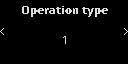 Operation type
< 1 >